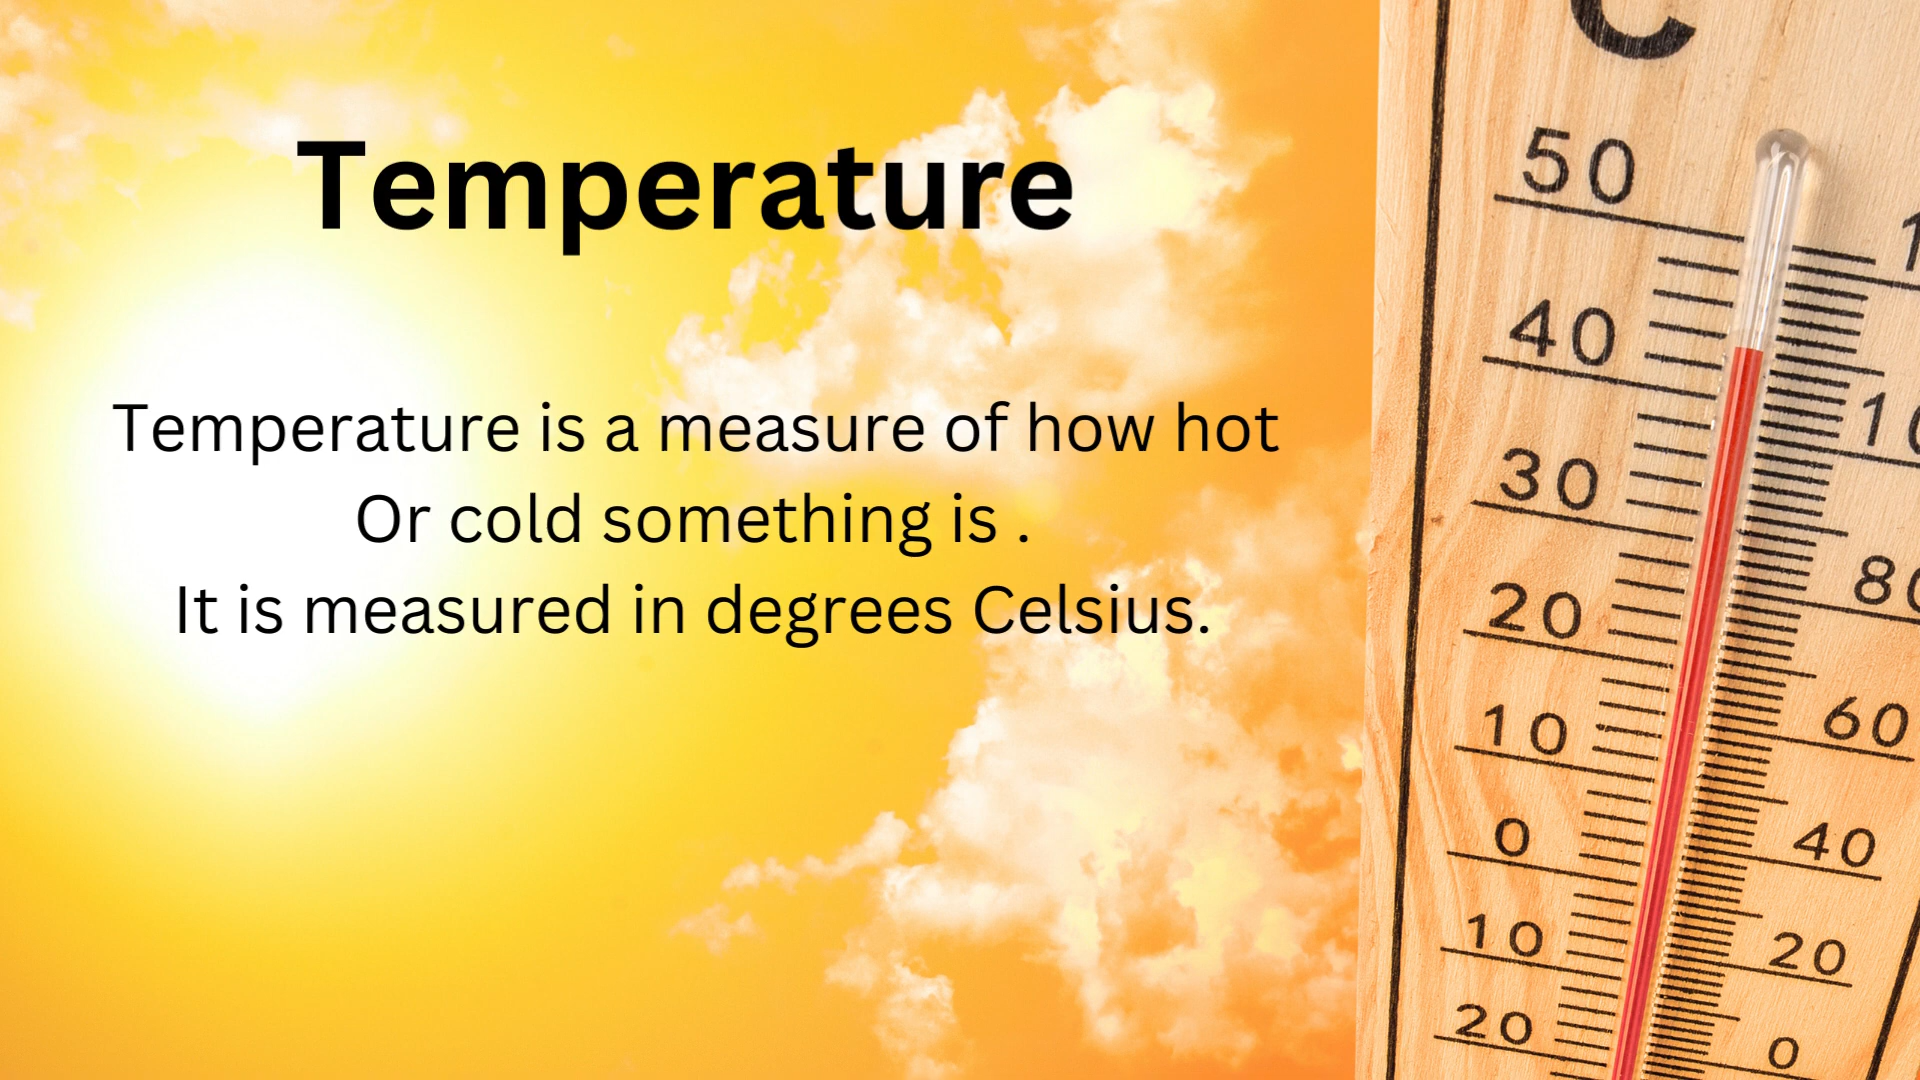 Temperature
Temperature is a measure of how hot
Or cold something is .
It is measured in degrees Celsius.
C
50
40
30
20
10
0
10
20
80
60
40
20
0